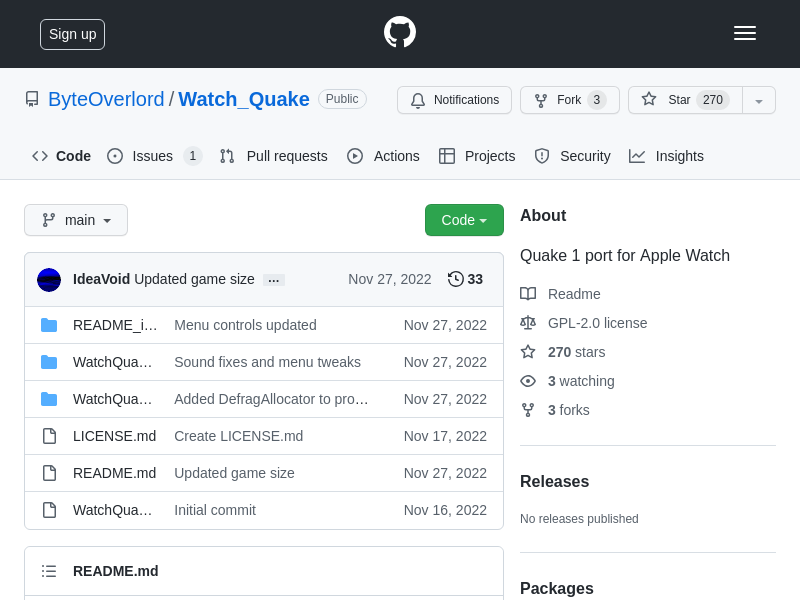 Sign up
ByteOverlord / Watch_Quake Public
Notifications
Fork 3
Star 270
Code
Issues 1
Pull requests
Actions
Projects
Security
Insights
main
Code
IdeaVoid Updated game size ...
Nov 27, 2022
33
README_i… Menu controls updated Nov 27, 2022
WatchQua… Sound fixes and menu tweaks Nov 27, 2022
WatchQua… Added DefragAllocator to pro… Nov 27, 2022
LICENSE.md Create LICENSE.md Nov 17, 2022
README.md Updated game size Nov 27, 2022
WatchQua… Initial commit Nov 16, 2022
README.md
About
Quake 1 port for Apple Watch
Readme
GPL-2.0 license
270 stars
3 watching
3 forks
Releases
No releases published
Packages